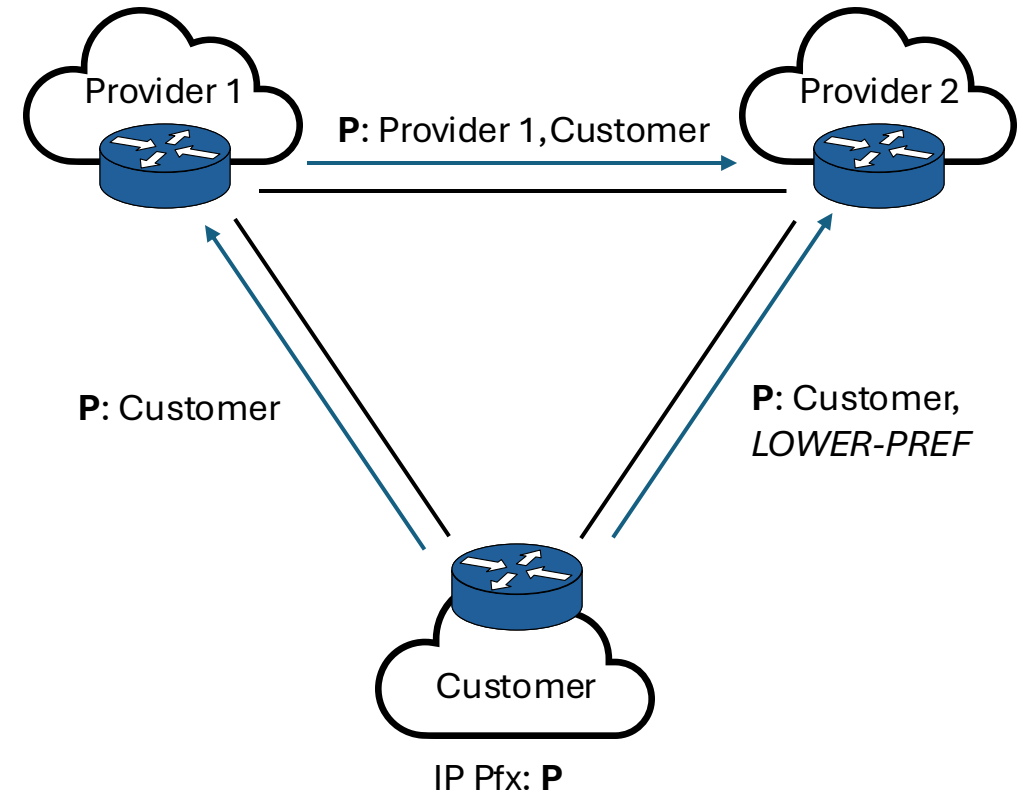 Provider 1
Provider 2
P: Provider 1, Customer
P: Customer
P: Customer,
LOWER-PREF
Customer
IP Pfx: P